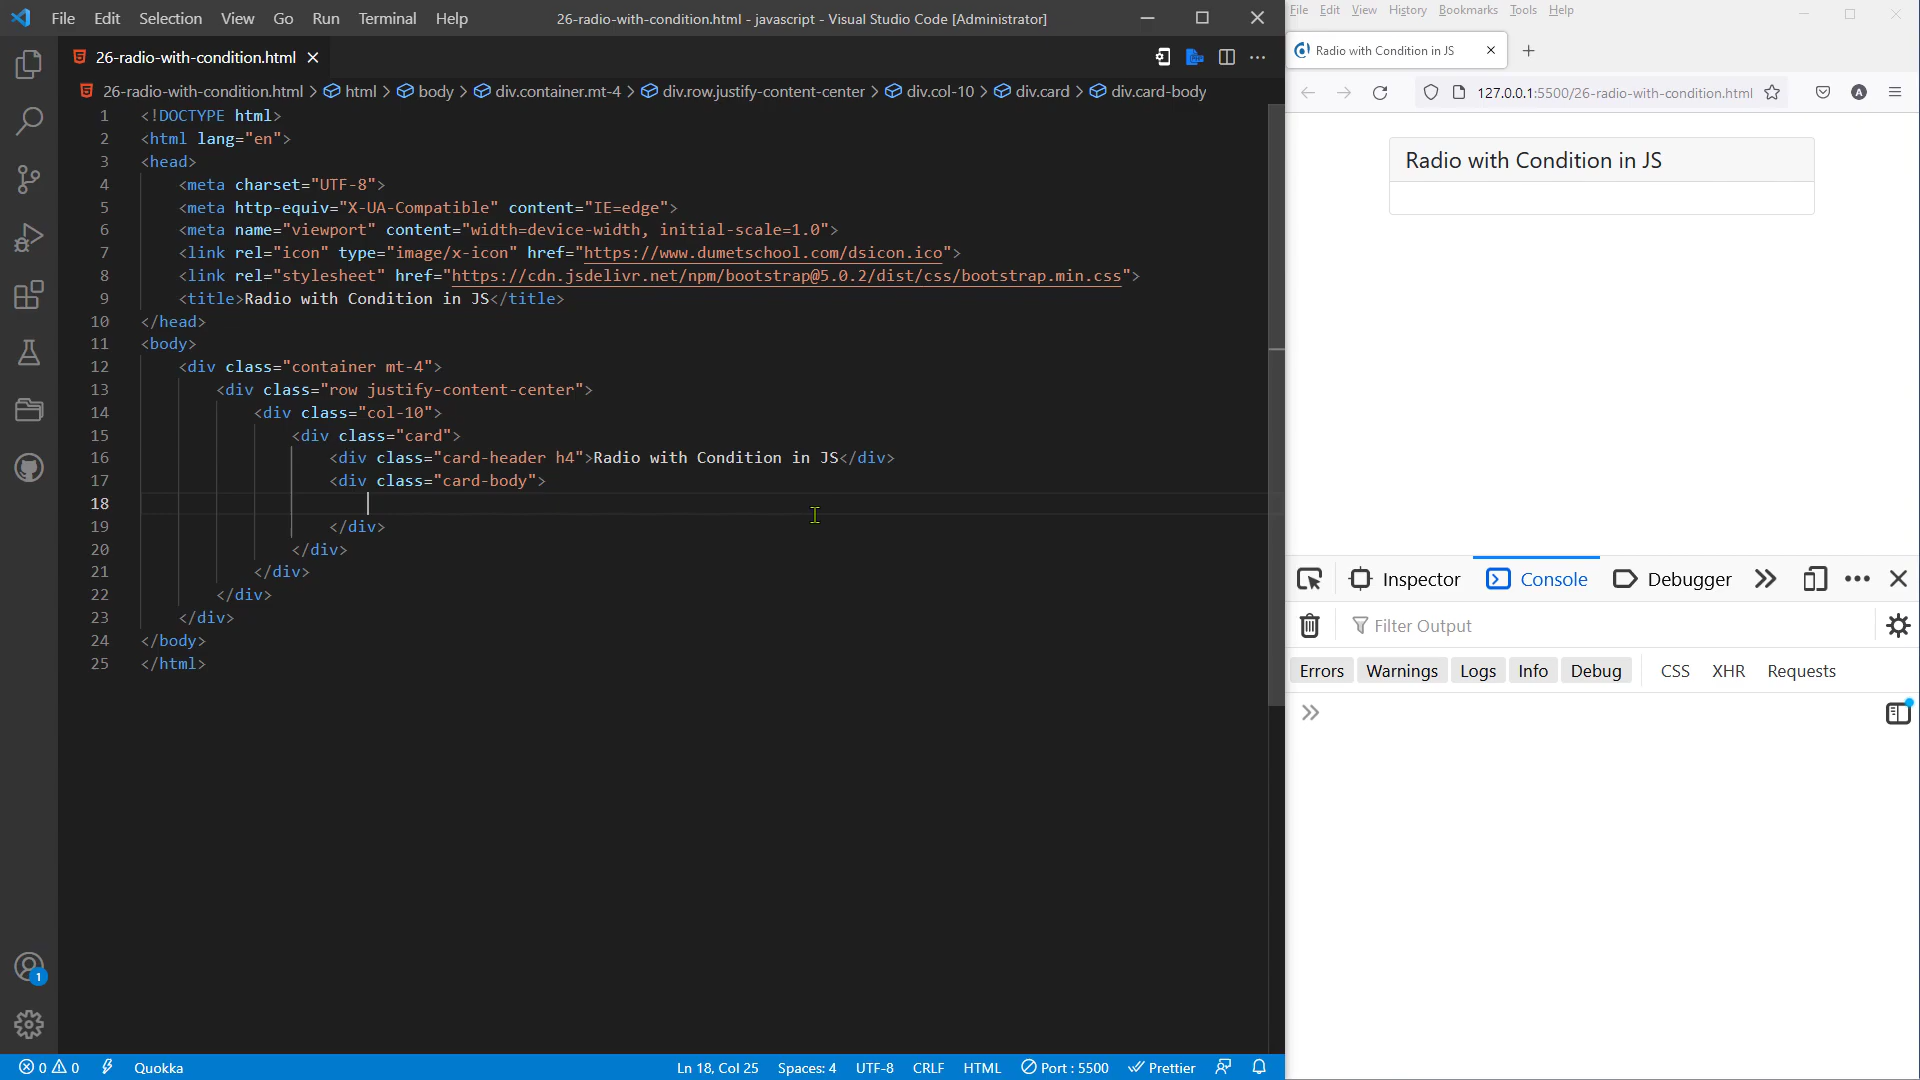 File Edit Selection View Go Run Terminal Help
26-radio-with-condition.html - javascript - Visual Studio Code [Administrator]
26-radio-with-condition.html
26-radio-with-condition.html > html > body > div.container.mt-4 > div.row.justify-content-center > div.col-10 > div.card > div.card-body
1 <!DOCTYPE html>
2 <html lang="en">
3 <head>
4 <meta charset="UTF-8">
5 <meta http-equiv="X-UA-Compatible" content="IE=edge">
6 <meta name="viewport" content="width=device-width, initial-scale=1.0">
7 <link rel="icon" type="image/x-icon" href="https://www.dumetschool.com/dsicon.ico">
8 <link rel="stylesheet" href="https://cdn.jsdelivr.net/npm/bootstrap@5.0.2/dist/css/bootstrap.min.css">
9 <title>Radio with Condition in JS</title>
10 </head>
11 <body>
12 <div class="container mt-4">
13 <div class="row justify-content-center">
14 <div class="col-10">
15 <div class="card">
16 <div class="card-header h4">Radio with Condition in JS</div>
17 <div class="card-body">
18
19 </div>
20 </div>
21 </div>
22 </div>
23 </div>
24 </body>
25 </html>
1
0 0 Quokka Ln 18, Col 25 Spaces: 4 UTF-8 CRLF HTML Port : 5500 Prettier
File Edit View History Bookmarks Tools Help
Radio with Condition in JS
127.0.0.1:5500/26-radio-with-condition.html
A
Radio with Condition in JS
Inspector Console Debugger
Filter Output
Errors Warnings Logs Info Debug CSS XHR Requests